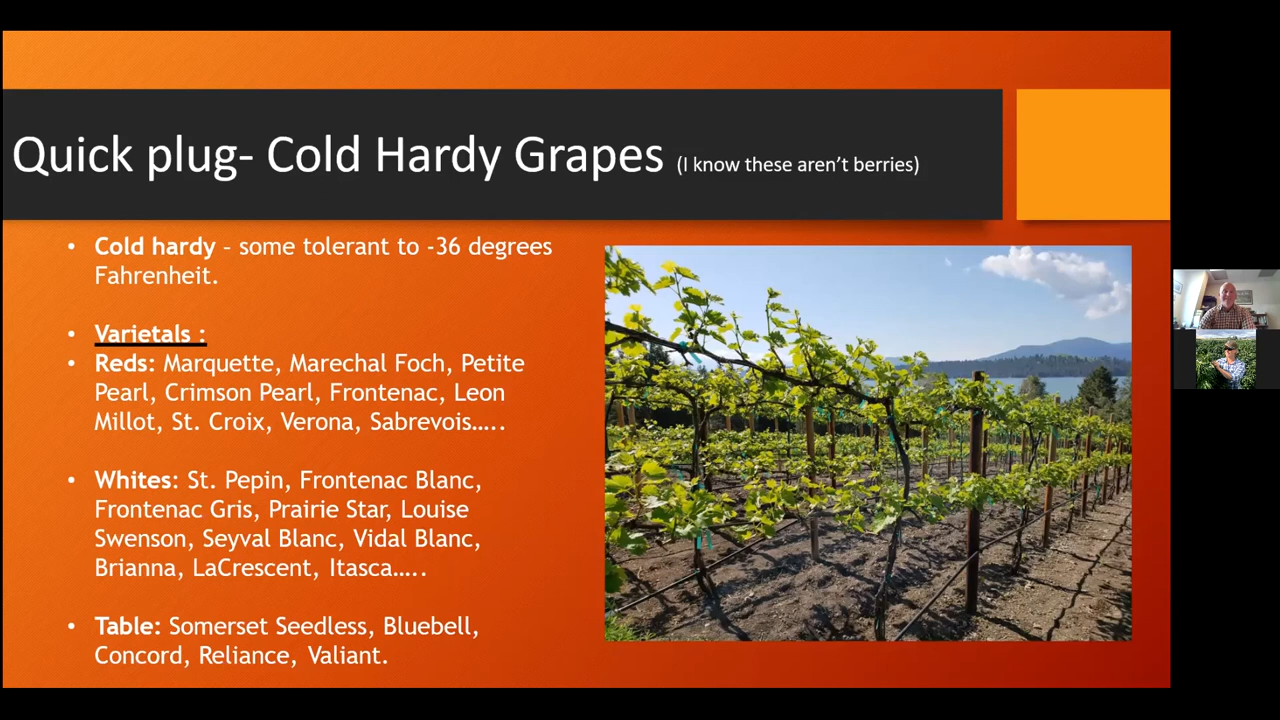 Quick plug- Cold Hardy Grapes (I know these aren't berries)
• Cold hardy – some tolerant to -36 degrees
Fahrenheit.
• Varietals :
• Reds: Marquette, Marechal Foch, Petite
Pearl, Crimson Pearl, Frontenac, Leon
Millot, St. Croix, Verona, Sabrevois…..
• Whites: St. Pepin, Frontenac Blanc,
Frontenac Gris, Prairie Star, Louise
Swenson, Seyval Blanc, Vidal Blanc,
Brianna, LaCrescent, Itasca…..
• Table: Somerset Seedless, Bluebell,
Concord, Reliance, Valiant.